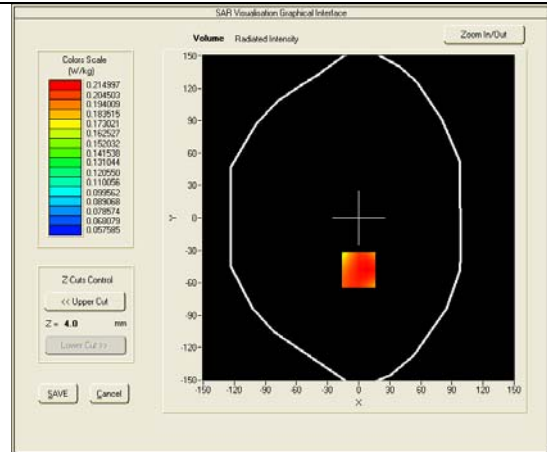 SAR Visualisation Graphical Interface
Volume Radiated Intensity
Zoom In/Out
Colors Scale
(W/kg)
0.214997
0.204503
0.194009
0.183515
0.173021
0.162527
0.152032
0.141538
0.131044
0.120550
0.110056
0.099562
0.089068
0.078574
0.068079
0.057585
Z Cuts Control
<< Upper Cut
Z = 4.0 mm
Lower Cut >>
SAVE
Cancel
150
120
90
60
30
0
-30
-60
-90
-120
-150
Y
-150 -120 -90 -60 -30 0 30 60 90 120 150
X